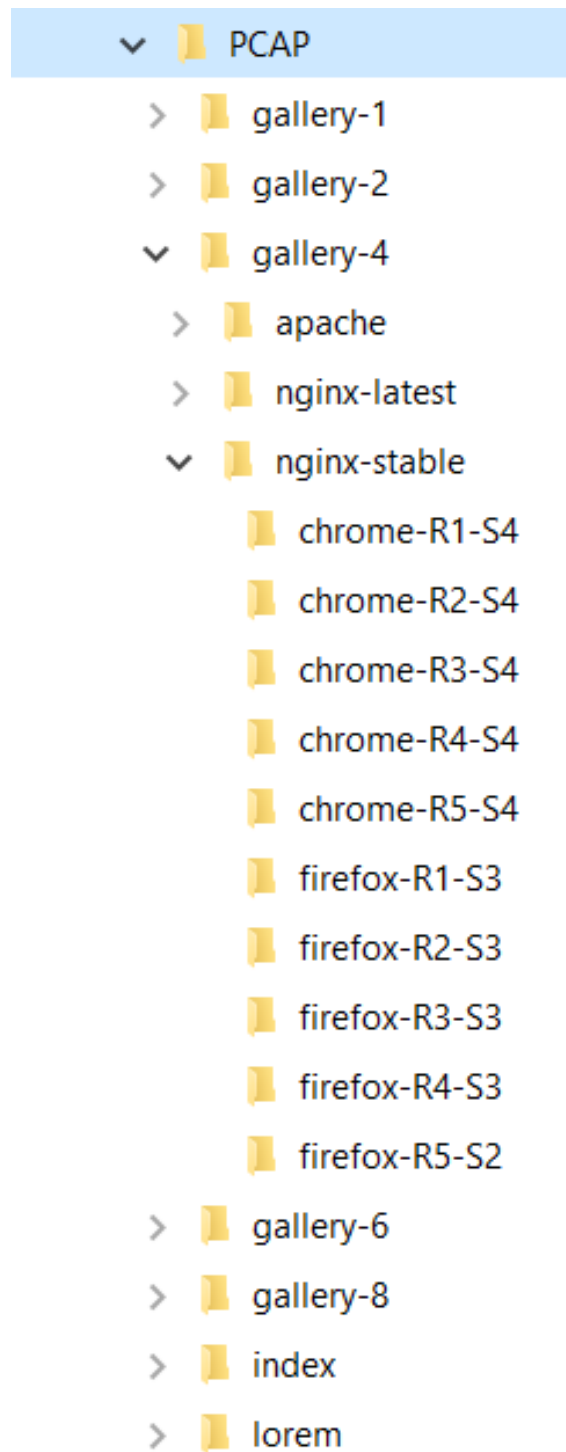 PCAP
gallery-1
gallery-2
gallery-4
apache
nginx-latest
nginx-stable
chrome-R1-S4
chrome-R2-S4
chrome-R3-S4
chrome-R4-S4
chrome-R5-S4
firefox-R1-S3
firefox-R2-S3
firefox-R3-S3
firefox-R4-S3
firefox-R5-S2
gallery-6
gallery-8
index
lorem